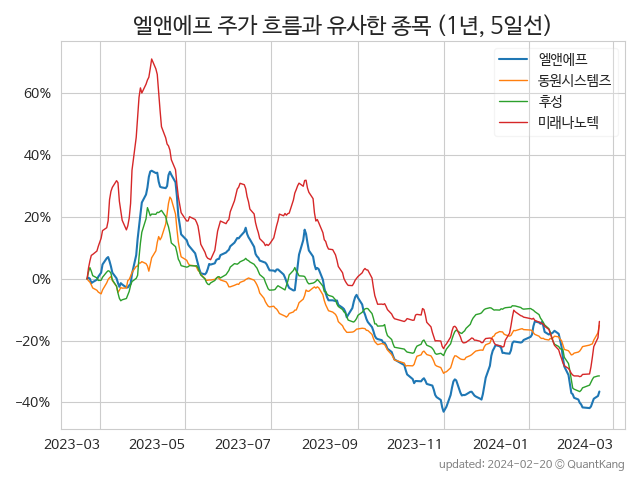 엘앤에프 주가 흐름과 유사한 종목 (1년, 5일선)
엘앤에프
동원시스템즈
후성
미래나노텍
60%
40%
20%
0%
−20%
−40%
2023-03 2023-05 2023-07 2023-09 2023-11 2024-01 2024-03
updated: 2024-02-20 © QuantKang